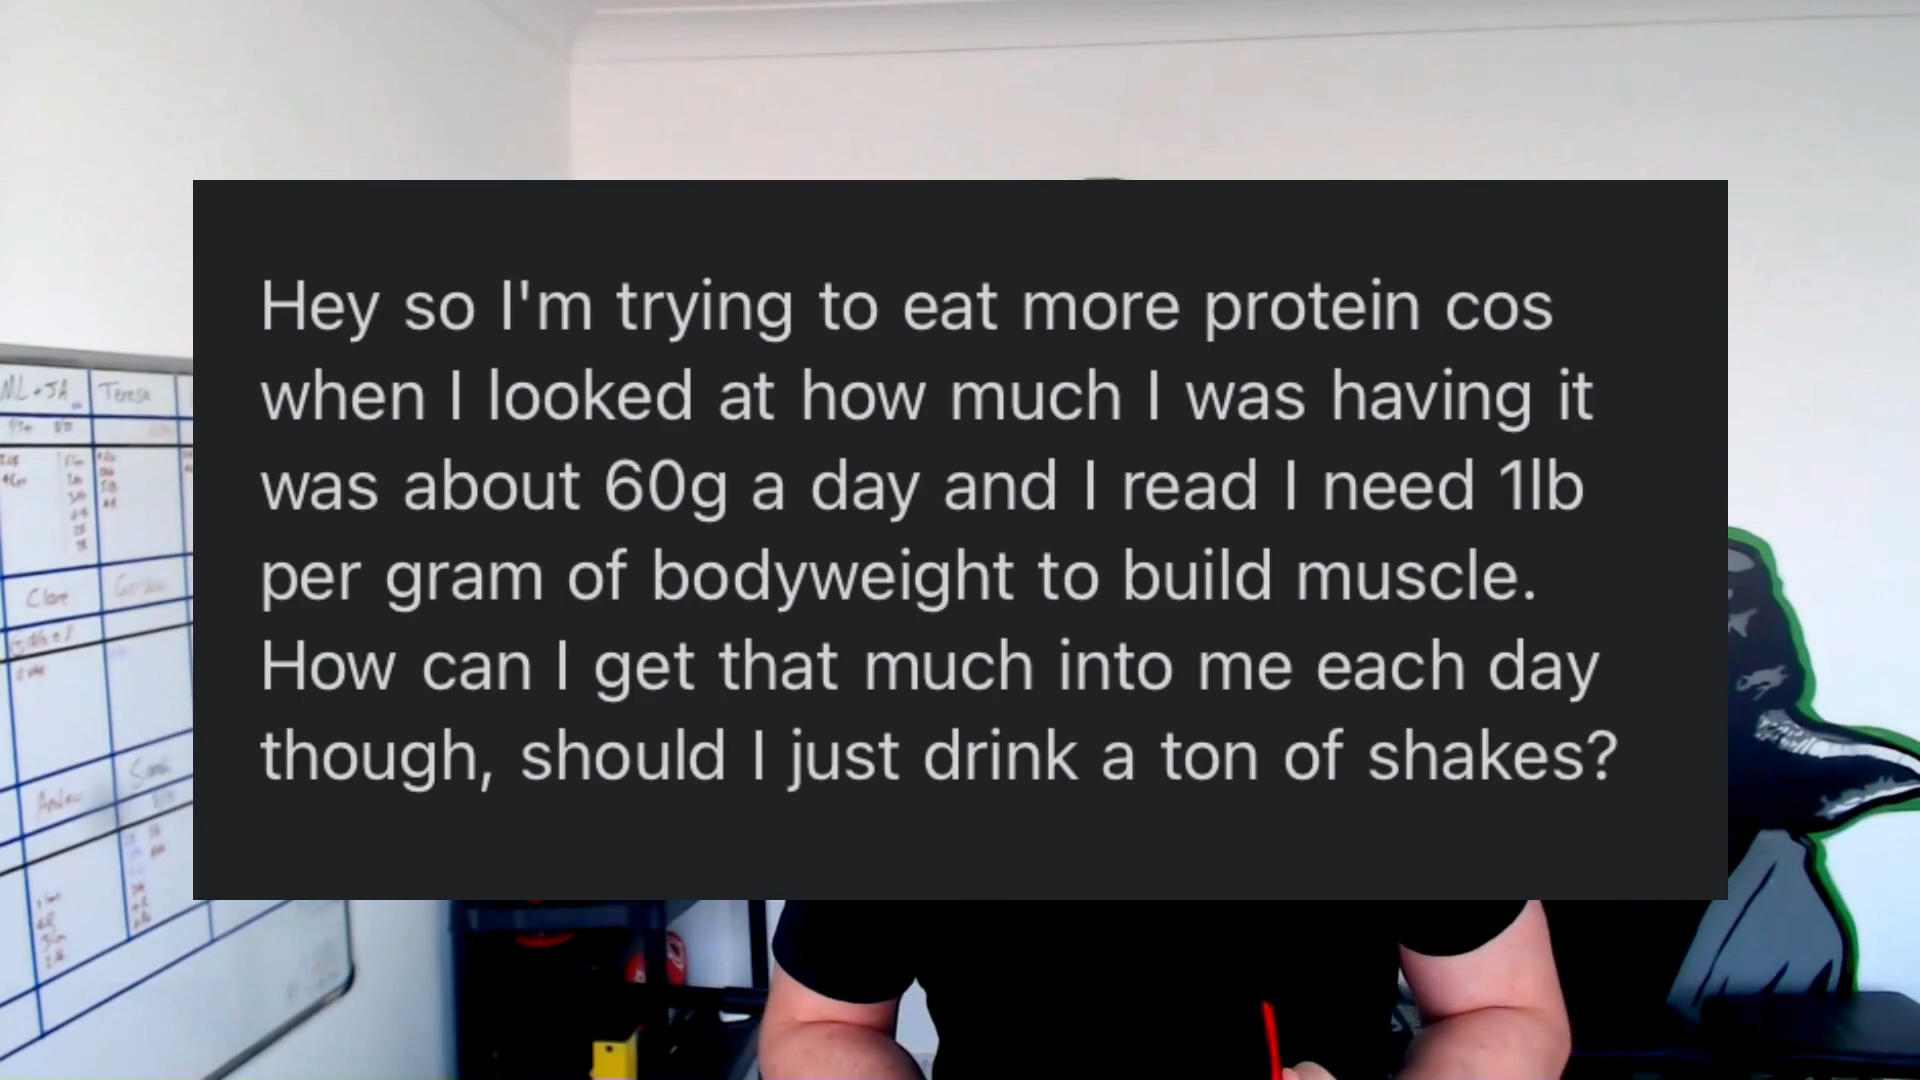 ML + JA Teresa
Hey so I'm trying to eat more protein cos
when I looked at how much I was having it
was about 60g a day and I read I need 1lb
per gram of bodyweight to build muscle.
How can I get that much into me each day
though, should I just drink a ton of shakes?
Clare